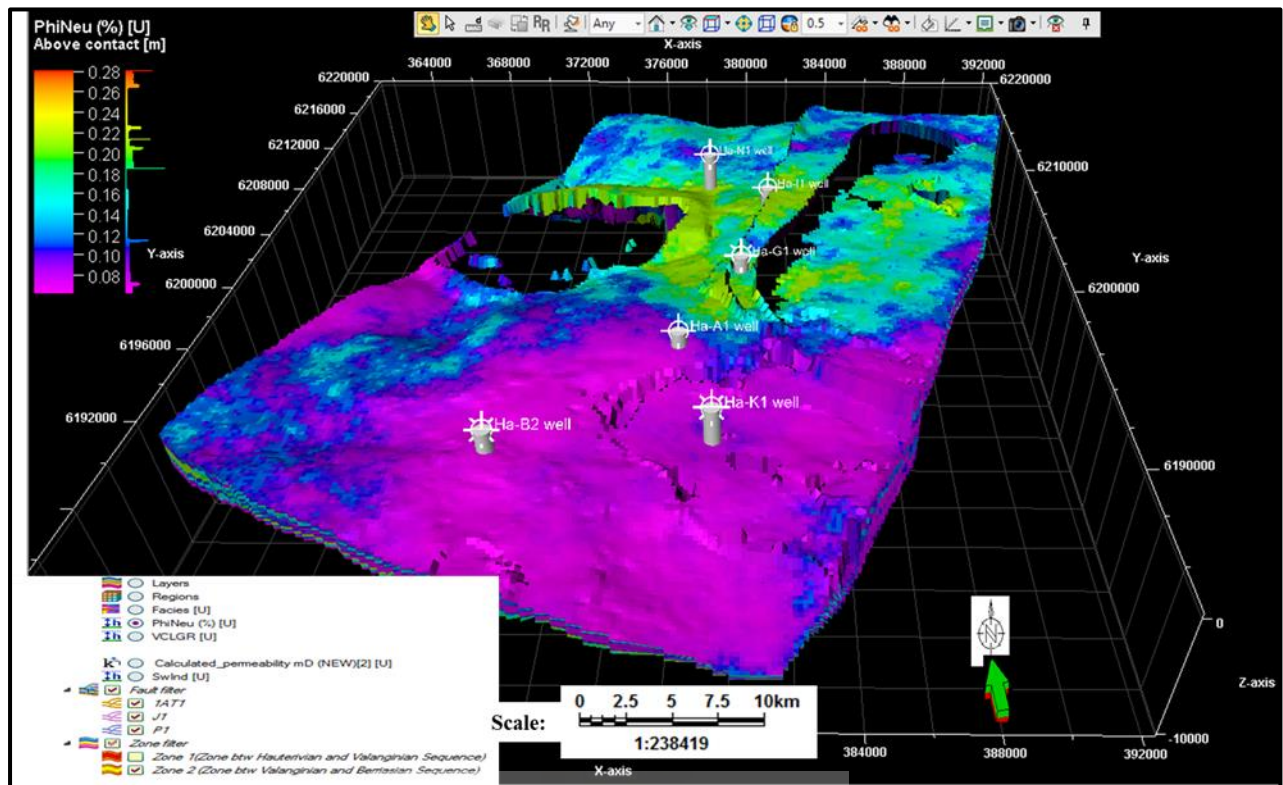 PhiNeu (%) [U]
Above contact [m]
0.28
0.26
0.24
0.22
0.20
0.18
0.16
0.14
0.12
0.10
0.08
Any
0.5
X-axis
364000 368000 372000 376000 380000 384000 388000 392000
6220000
6216000
6212000
6208000
6204000
6200000
6196000
6192000
Y-axis
6220000
6210000
Y-axis
6200000
6190000
0
Z-axis
-10000
Ha-N1 well
Ha-I1 well
Ha-G1 well
Ha-A1 well
Ha-K1 well
Ha-B2 well
Layers
Regions
Facies [U]
PhiNeu (%) [U]
VCLGR [U]
Calculated_permeability mD (NEW)[2] [U]
SwInd [U]
Fault filter
1AT1
J1
P1
Zone filter
Zone 1(Zone btw Hauterivian and Valanginian Sequence)
Zone 2 (Zone btw Valanginian and Berriasian Sequence)
Scale:
0 2.5 5 7.5 10km
1:238419
N
384000 388000 392000
X-axis